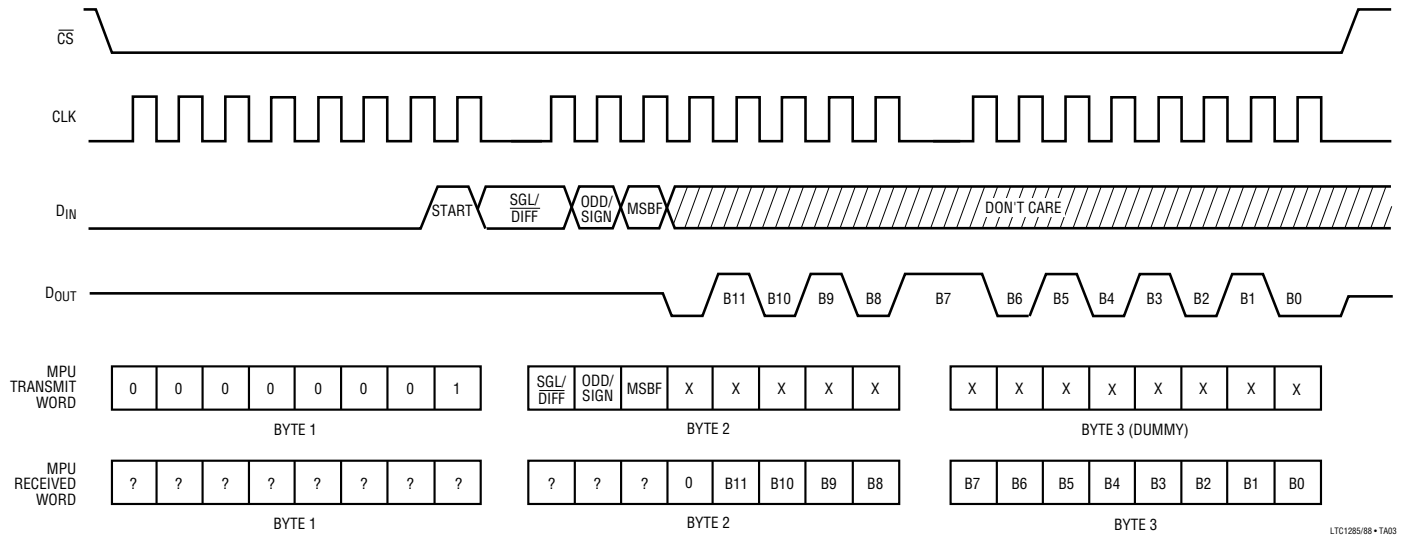 CS
CLK
DIN
START
SGL/
DIFF
ODD/
SIGN
MSBF
DON'T CARE
DOUT
B11 B10 B9 B8 B7 B6 B5 B4 B3 B2 B1 B0
MPU
TRANSMIT
WORD
0 0 0 0 0 0 0 1
SGL/
DIFF
ODD/
SIGN
MSBF X X X X X
X X X X X X X X
BYTE 1
BYTE 2
BYTE 3 (DUMMY)
MPU
RECEIVED
WORD
? ? ? ? ? ? ? ?
? ? ? 0 B11 B10 B9 B8
B7 B6 B5 B4 B3 B2 B1 B0
BYTE 1
BYTE 2
BYTE 3
LTC1285/88 • TA03